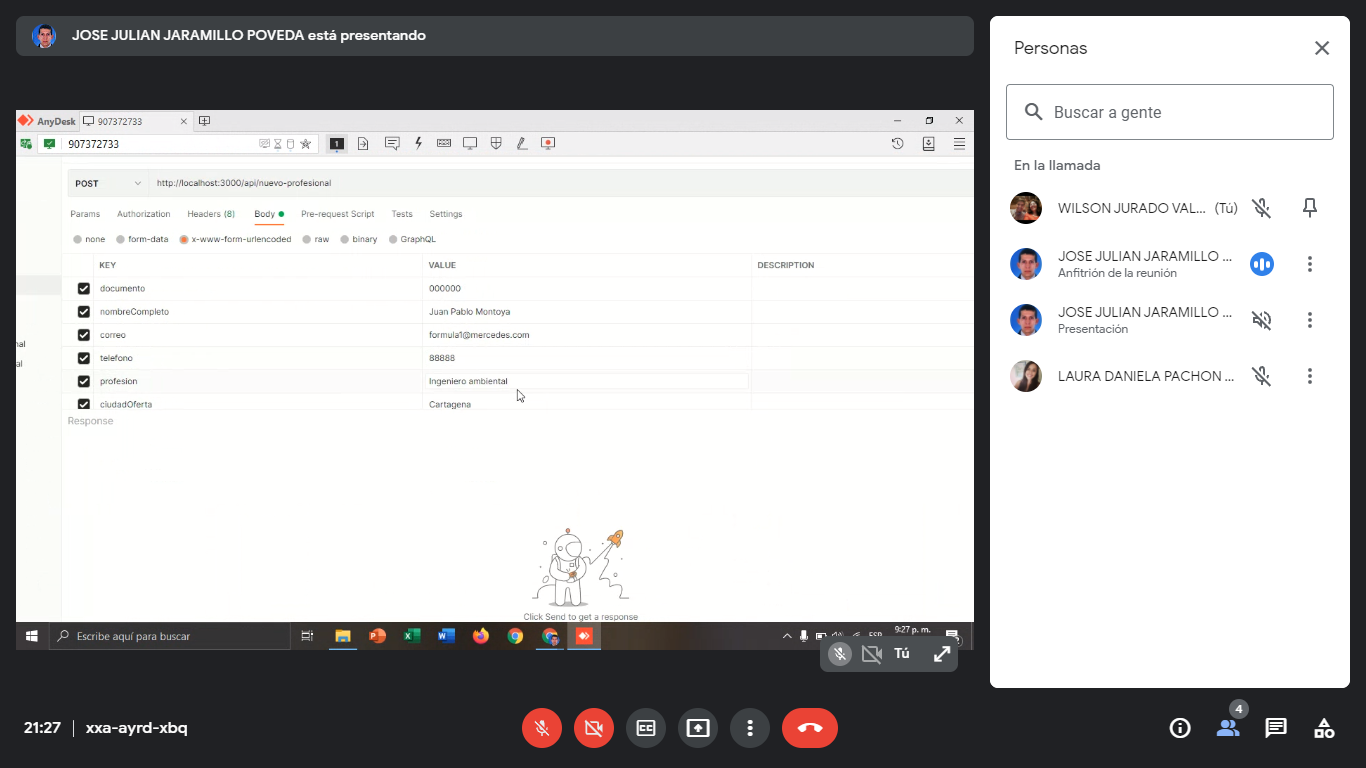 JOSE JULIAN JARAMILLO POVEDA está presentando
AnyDesk 907372733
907372733 1
POST http://localhost:3000/api/nuevo-profesional
Params Authorization Headers (8) Body Pre-request Script Tests Settings
none form-data x-www-form-urlencoded raw binary GraphQL
KEY VALUE DESCRIPTION
documento 000000
nombreCompleto Juan Pablo Montoya
correo formula1@mercedes.com
telefono 88888
profesion Ingeniero ambiental
ciudadOferta Cartagena
nal
al
Response
Click Send to get a response
Escribe aquí para buscar
ESP 9:27 p. m.
Tú
21:27 xxa-ayrd-xbq
Personas
Buscar a gente
En la llamada
WILSON JURADO VAL... (Tú)
JOSE JULIAN JARAMILLO ...
Anfitrión de la reunión
JOSE JULIAN JARAMILLO ...
Presentación
LAURA DANIELA PACHON ...
4